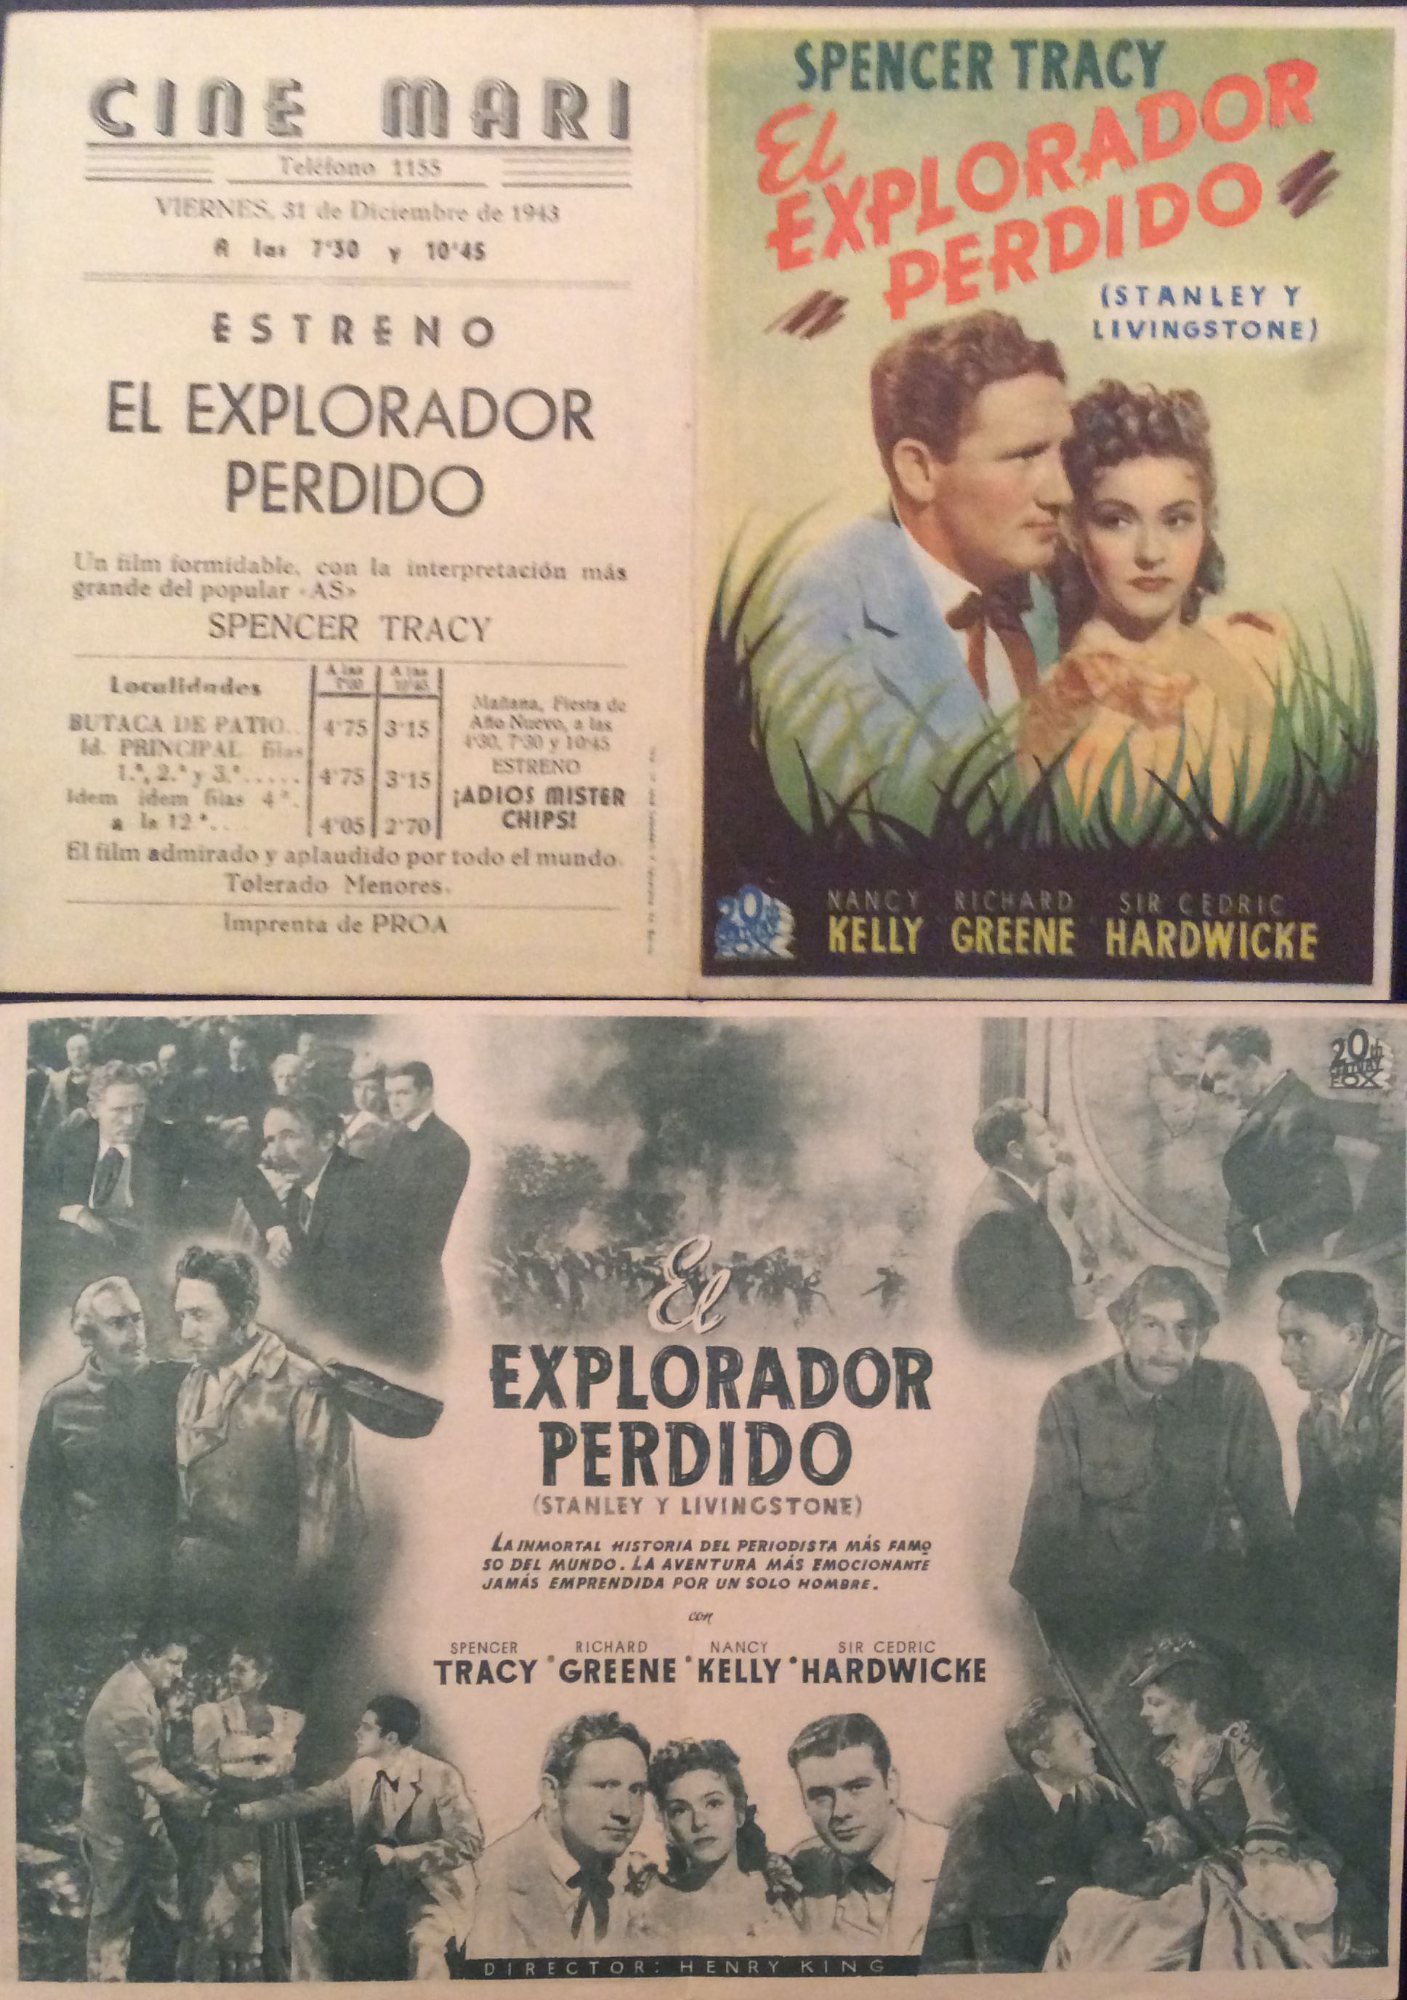 CINE MARI
Teléfono 1155
VIERNES, 31 de Diciembre de 1943
A las 7'30 y 10'45
ESTRENO
EL EXPLORADOR
PERDIDO
Un film formidable, con la interpretación más
grande del popular «AS»
SPENCER TRACY
Localidades
A las
A las
10'45
BUTACA DE PATIO..
4'75
3'15
Id. PRINCIPAL filas
1.ª, 2.ª y 3.ª.....
4'75
3'15
Idem idem filas 4.ª.
a la 12.ª...
4'05
2'70
Mañana, Fiesta de
Año Nuevo, a las
4'30, 7'30 y 10'45
ESTRENO
¡ADIOS MISTER
CHIPS!
El film admirado y aplaudido por todo el mundo.
Tolerado Menores.
Imprenta de PROA
SPENCER TRACY
El
EXPLORADOR
PERDIDO
(STANLEY Y
LIVINGSTONE)
20th
CENTURY
FOX
NANCY RICHARD SIR CEDRIC
KELLY GREENE HARDWICKE
20th
CENTURY
FOX
El
EXPLORADOR
PERDIDO
(STANLEY Y LIVINGSTONE)
LA INMORTAL HISTORIA DEL PERIODISTA MÁS FAMO
SO DEL MUNDO. LA AVENTURA MÁS EMOCIONANTE
JAMÁS EMPRENDIDA POR UN SOLO HOMBRE.
con
SPENCER RICHARD NANCY SIR CEDRIC
TRACY • GREENE • KELLY • HARDWICKE
DIRECTOR: HENRY KING